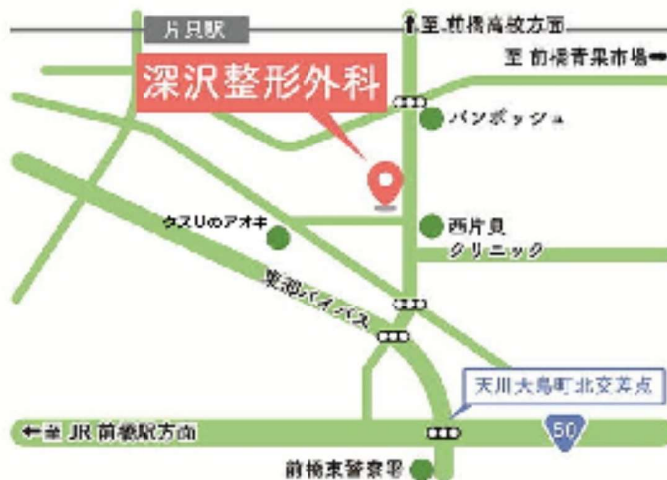 片貝駅
至 前橋高校方面
至 前橋青果市場
深沢整形外科
パンポッシュ
クスリのアオキ
西片貝
クリニック
東部バイパス
天川大島町北交差点
至 JR 前橋駅方面
50
前橋東警察署